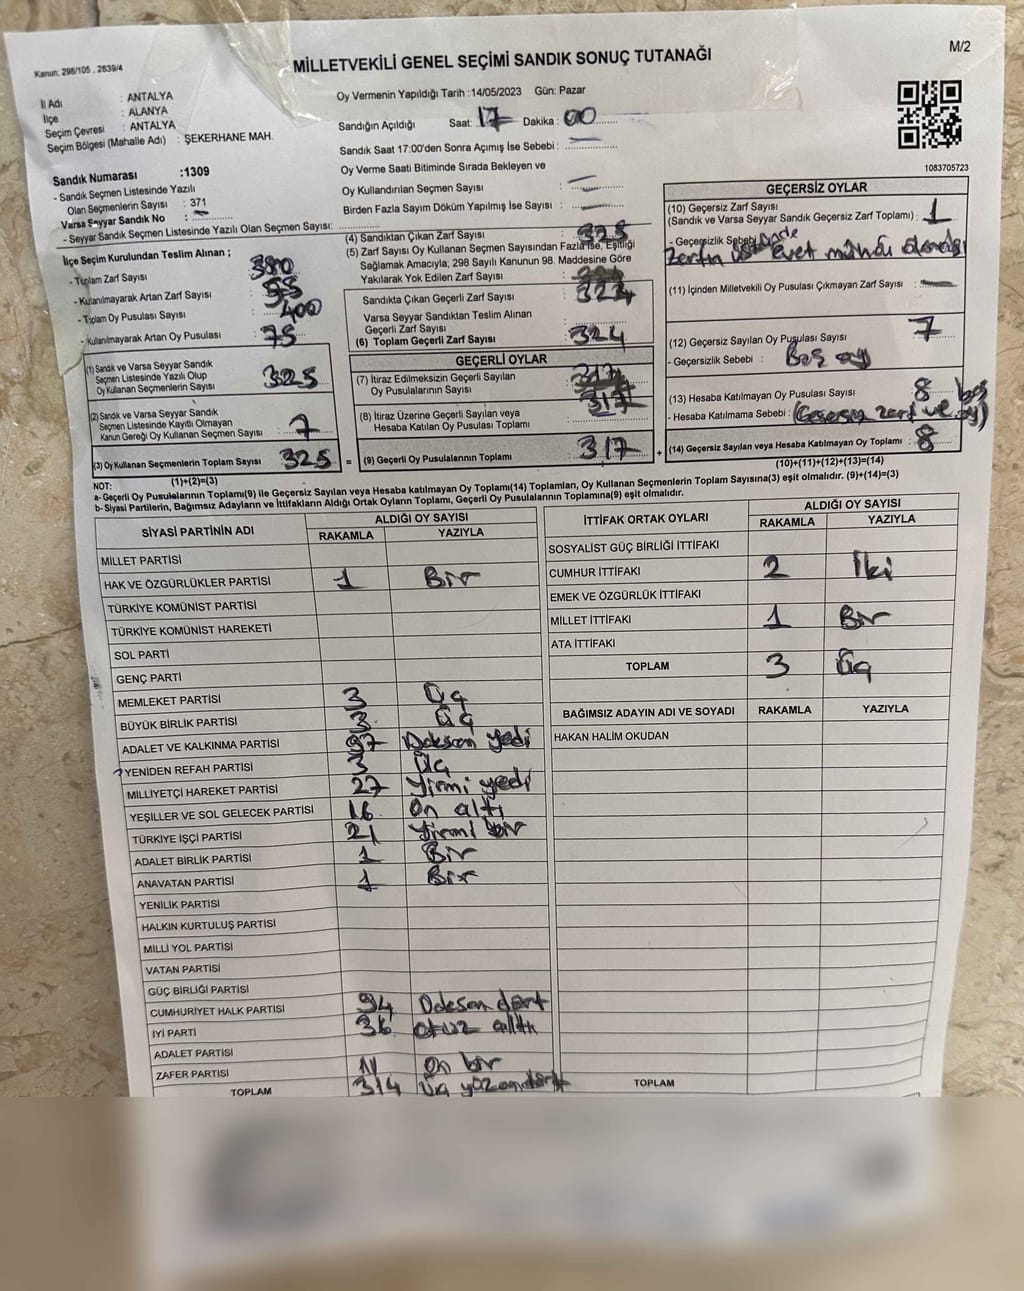 M/2
Kanun; 298/105 , 2839/4
MİLLETVEKİLİ GENEL SEÇİMİ SANDIK SONUÇ TUTANAĞI
İl Adı : ANTALYA
İlçe : ALANYA
Seçim Çevresi : ANTALYA
Seçim Bölgesi (Mahalle Adı) : ŞEKERHANE MAH.
Oy Vermenin Yapıldığı Tarih :14/05/2023 Gün: Pazar
Sandığın Açıldığı Saat: 17 Dakika : 00
Sandık Saat 17:00'den Sonra Açımış İse Sebebi :
Oy Verme Saati Bitiminde Sırada Bekleyen ve
Oy Kullandırılan Seçmen Sayısı :
Birden Fazla Sayım Döküm Yapılmış İse Sayısı :
1083705723
Sandık Numarası :1309
- Sandık Seçmen Listesinde Yazılı
Olan Seçmenlerin Sayısı : 371
Varsa Seyyar Sandık No :
- Seyyar Sandık Seçmen Listesinde Yazılı Olan Seçmen Sayısı:
İlçe Seçim Kurulundan Teslim Alınan ;
- Toplam Zarf Sayısı :
- Kullanılmayarak Artan Zarf Sayısı :
- Toplam Oy Pusulası Sayısı : 400
- Kullanılmayarak Artan Oy Pusulası : 75
(1) Sandık ve Varsa Seyyar Sandık
Seçmen Listesinde Yazılı Olup
Oy Kullanan Seçmenlerin Sayısı : 325
(2) Sandık ve Varsa Seyyar Sandık
Seçmen Listesinde Kayıtlı Olmayan
Kanun Gereği Oy Kullanan Seçmen Sayısı : 7
(3) Oy Kullanan Seçmenlerin Toplam Sayısı 325 =
(1)+(2)=(3)
(4) Sandıktan Çıkan Zarf Sayısı : 325
(5) Zarf Sayısı Oy Kullanan Seçmen Sayısından Fazla İse, Eşitliği
Sağlamak Amacıyla; 298 Sayılı Kanunun 98. Maddesine Göre
Yakılarak Yok Edilen Zarf Sayısı :
Sandıkta Çıkan Geçerli Zarf Sayısı : 324
Varsa Seyyar Sandıktan Teslim Alınan
Geçerli Zarf Sayısı :
(6) Toplam Geçerli Zarf Sayısı : 324
GEÇERLİ OYLAR
(7) İtiraz Edilmeksizin Geçerli Sayılan
Oy Pusulalarının Sayısı : 317
(8) İtiraz Üzerine Geçerli Sayılan veya
Hesaba Katılan Oy Pusulası Toplamı : 317
(9) Geçerli Oy Pusulalarının Toplamı : 317 +
GEÇERSİZ OYLAR
(10) Geçersiz Zarf Sayısı
(Sandık ve Varsa Seyyar Sandık Geçersiz Zarf Toplamı) : 1
- Geçersizlik Sebebi
Zarfın üstünde evet mührü olması
(11) İçinden Milletvekili Oy Pusulası Çıkmayan Zarf Sayısı :
(12) Geçersiz Sayılan Oy Pusulası Sayısı : 7
- Geçersizlik Sebebi : Boş oy
(13) Hesaba Katılmayan Oy Pusulası Sayısı : 8
- Hesaba Katılmama Sebebi : (Geçersiz zarf ve boş oy)
(14) Geçersiz Sayılan veya Hesaba Katılmayan Oy Toplamı : 8
(10)+(11)+(12)+(13)=(14)
NOT:
a- Geçerli Oy Pusulalarının Toplamı(9) ile Geçersiz Sayılan veya Hesaba katılmayan Oy Toplamı(14) Toplamları, Oy Kullanan Seçmenlerin Toplam Sayısına(3) eşit olmalıdır. (9)+(14)=(3)
b- Siyasi Partilerin, Bağımsız Adayların ve İttifakların Aldığı Ortak Oyların Toplamı, Geçerli Oy Pusulalarının Toplamına(9) eşit olmalıdır.
SİYASİ PARTİNİN ADI ALDIĞI OY SAYISI
RAKAMLA YAZIYLA
MİLLET PARTİSİ
HAK VE ÖZGÜRLÜKLER PARTİSİ 1 Bir
TÜRKİYE KOMÜNİST PARTİSİ
TÜRKİYE KOMÜNİST HAREKETİ
SOL PARTİ
GENÇ PARTİ
MEMLEKET PARTİSİ 3 Üç
BÜYÜK BİRLİK PARTİSİ 3 Üç
ADALET VE KALKINMA PARTİSİ 97 Doksan yedi
YENİDEN REFAH PARTİSİ 3 Üç
MİLLİYETÇİ HAREKET PARTİSİ 27 Yirmi yedi
YEŞİLLER VE SOL GELECEK PARTİSİ 16 On altı
TÜRKİYE İŞÇİ PARTİSİ 21 Yirmi bir
ADALET BİRLİK PARTİSİ 1 Bir
ANAVATAN PARTİSİ 1 Bir
YENİLİK PARTİSİ
HALKIN KURTULUŞ PARTİSİ
MİLLİ YOL PARTİSİ
VATAN PARTİSİ
GÜÇ BİRLİĞİ PARTİSİ
CUMHURİYET HALK PARTİSİ 94 Doksan dört
İYİ PARTİ 36 otuz altı
ADALET PARTİSİ
ZAFER PARTİSİ 11 On bir
TOPLAM 314 Üç yüz on dört
İTTİFAK ORTAK OYLARI ALDIĞI OY SAYISI
RAKAMLA YAZIYLA
SOSYALİST GÜÇ BİRLİĞİ İTTİFAKI
CUMHUR İTTİFAKI 2 İki
EMEK VE ÖZGÜRLÜK İTTİFAKI
MİLLET İTTİFAKI 1 Bir
ATA İTTİFAKI
TOPLAM 3 Üç
BAĞIMSIZ ADAYIN ADI VE SOYADI RAKAMLA YAZIYLA
HAKAN HALİM OKUDAN
TOPLAM